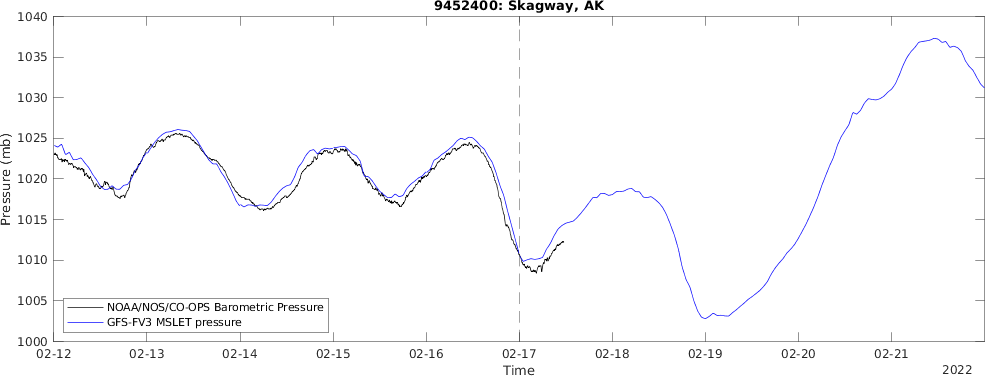 9452400: Skagway, AK
Pressure (mb)
1040
1035
1030
1025
1020
1015
1010
1005
1000
NOAA/NOS/CO-OPS Barometric Pressure
GFS-FV3 MSLET pressure
02-12 02-13 02-14 02-15 02-16 02-17 02-18 02-19 02-20 02-21
Time
2022